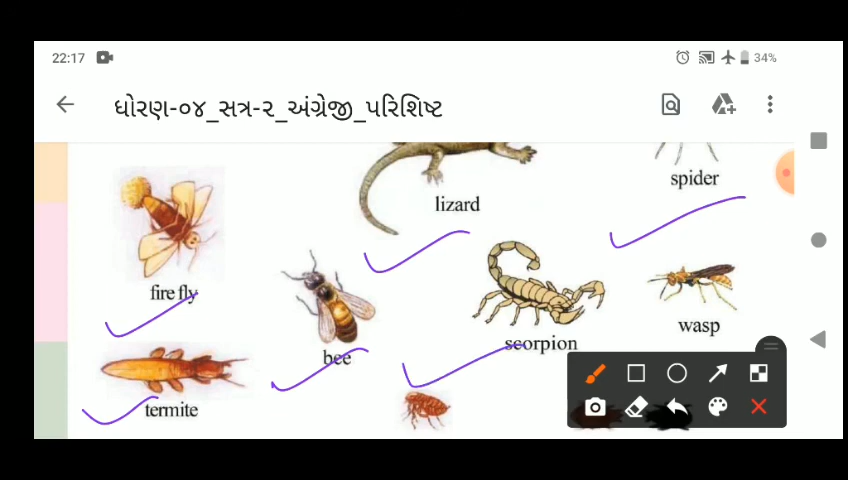 22:17
34%
ધોરણ-૦૪_સત્ર-૨_અંગ્રેજી_પરિશિષ્ટ
spider
lizard
fire fly
wasp
scorpion
bee
termite